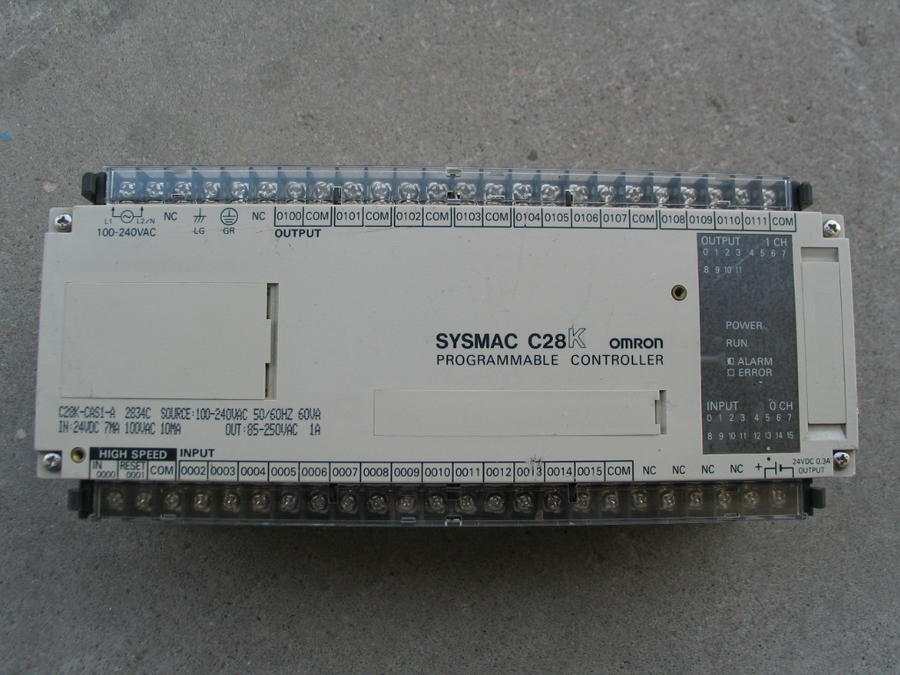 L1 L2/N NC LG GR NC 0100 COM 0101 COM 0102 COM 0103 COM 0104 0105 0106 0107 COM 0108 0109 0110 0111 COM
100-240VAC
OUTPUT
OUTPUT 1 CH
0 1 2 3 4 5 6 7
8 9 10 11
SYSMAC C28K OMRON
PROGRAMMABLE CONTROLLER
POWER
RUN
ALARM
ERROR
C28K-CAS1-A 2834C SOURCE:100-240VAC 50/60HZ 60VA
IN:24VDC 7MA 100VAC 10MA OUT:85-250VAC 1A
INPUT 0 CH
0 1 2 3 4 5 6 7
8 9 10 11 12 13 14 15
HIGH SPEED INPUT
IN 0000 RESET 0001 COM 0002 0003 0004 0005 0006 0007 0008 0009 0010 0011 0012 0013 0014 0015 COM NC NC NC NC + -
24VDC 0.3A
OUTPUT